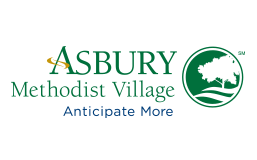 ASBURY
Methodist Village
Anticipate More
SM